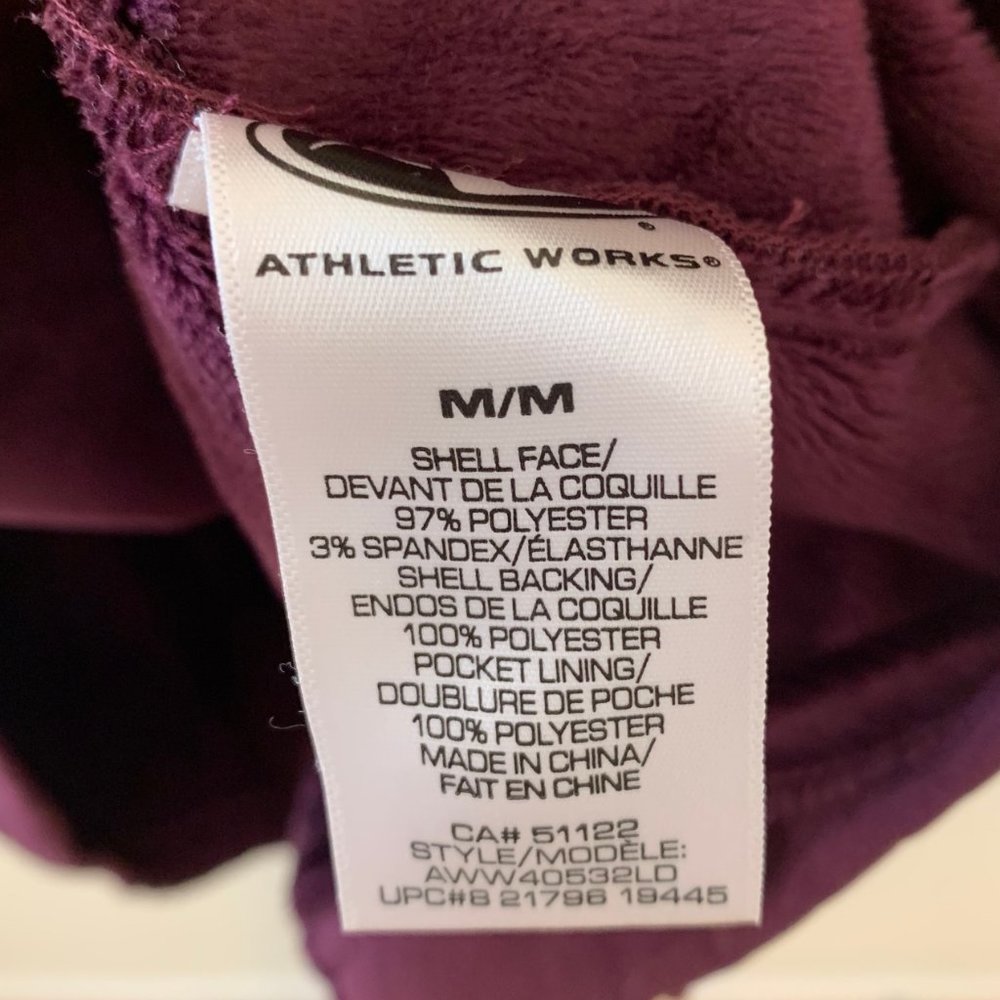 ATHLETIC WORKS®
M/M
SHELL FACE/
DEVANT DE LA COQUILLE
97% POLYESTER
3% SPANDEX/ÉLASTHANNE
SHELL BACKING/
ENDOS DE LA COQUILLE
100% POLYESTER
POCKET LINING/
DOUBLURE DE POCHE
100% POLYESTER
MADE IN CHINA/
FAIT EN CHINE
CA# 51122
STYLE/MODÈLE:
AWW40532LD
UPC#8 21796 19445